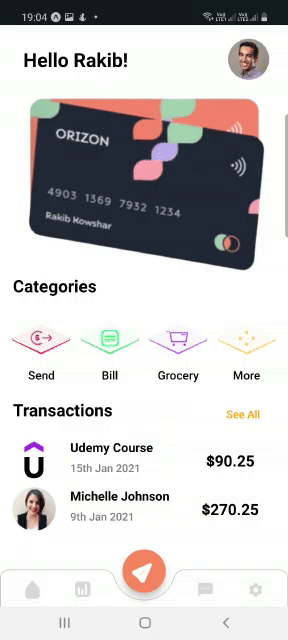 19:04
Hello Rakib!
ORIZON
4903 1369 7932 1234
Rakib Kowshar
Categories
Send Bill Grocery More
Transactions See All
Udemy Course
15th Jan 2021
$90.25
Michelle Johnson
9th Jan 2021
$270.25